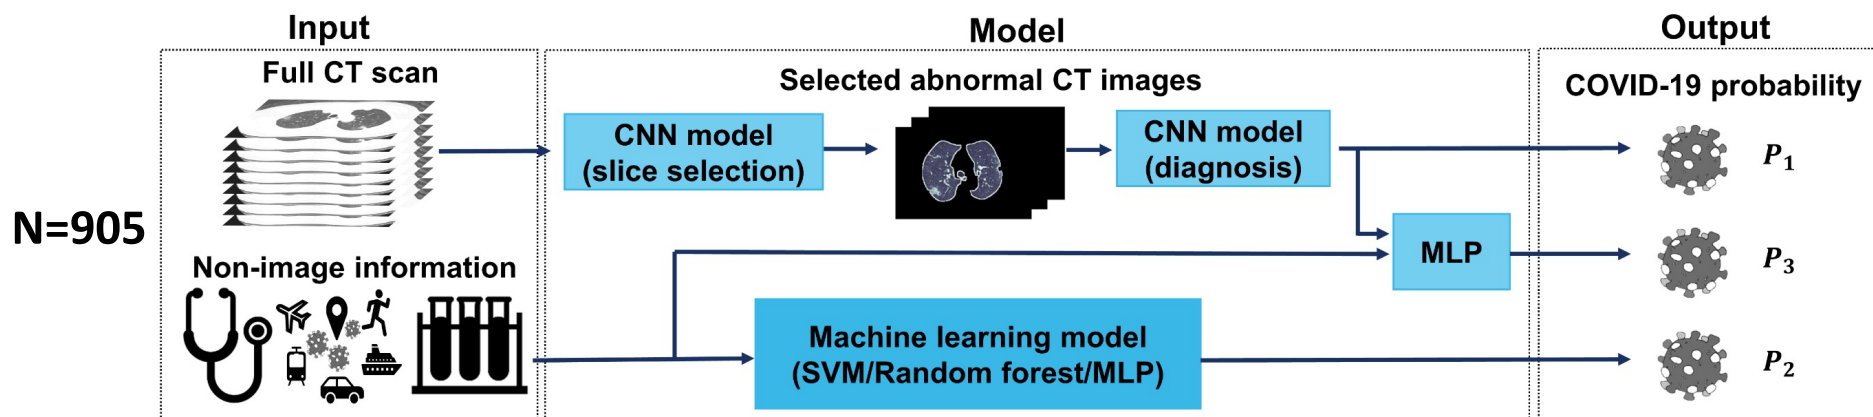 Input
Model
Output
Full CT scan
Selected abnormal CT images
COVID-19 probability
CNN model
(slice selection)
CNN model
(diagnosis)
P1
N=905
MLP
P3
Non-image information
Machine learning model
(SVM/Random forest/MLP)
P2